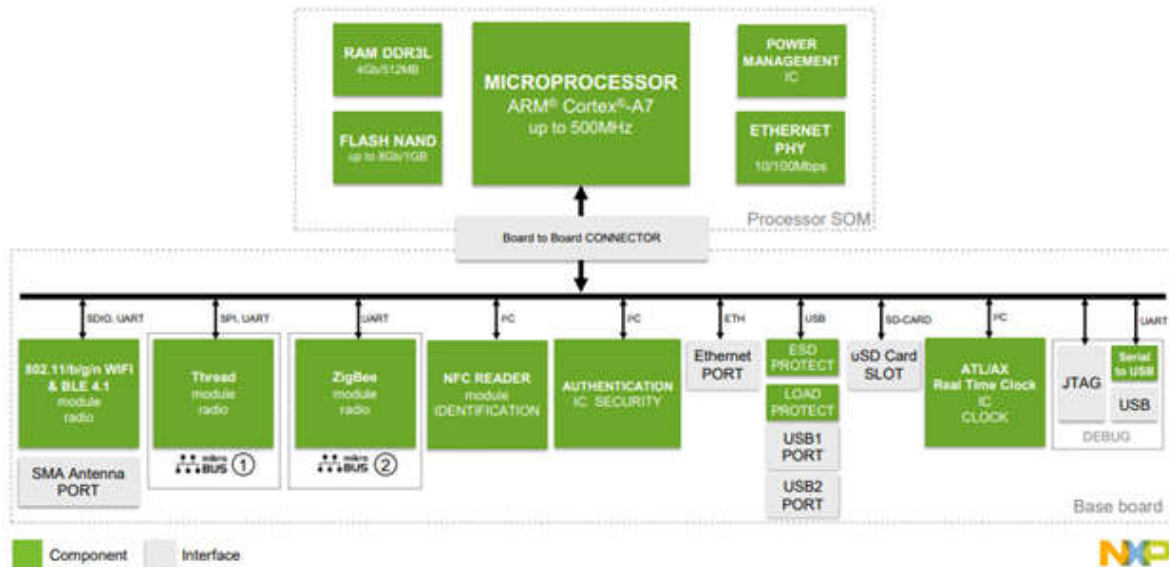 RAM DDR3L
4Gb/512MB
FLASH NAND
up to 8Gb/1GB
MICROPROCESSOR
ARM® Cortex®-A7
up to 500MHz
POWER
MANAGEMENT
IC
ETHERNET
PHY
10/100Mbps
Processor SOM
Board to Board CONNECTOR
SDIO, UART
SPI, UART
UART
I²C
I²C
ETH
USB
SD-CARD
I²C
UART
802.11/b/g/n WIFI
& BLE 4.1
module
radio
SMA Antenna
PORT
Thread
module
radio
mikro
BUS 1
ZigBee
module
radio
mikro
BUS 2
NFC READER
module
IDENTIFICATION
AUTHENTICATION
IC SECURITY
Ethernet
PORT
ESD
PROTECT
LOAD
PROTECT
USB1
PORT
USB2
PORT
uSD Card
SLOT
ATL/AX
Real Time Clock
IC
CLOCK
JTAG
Serial
to USB
USB
DEBUG
Base board
Component
Interface
NXP